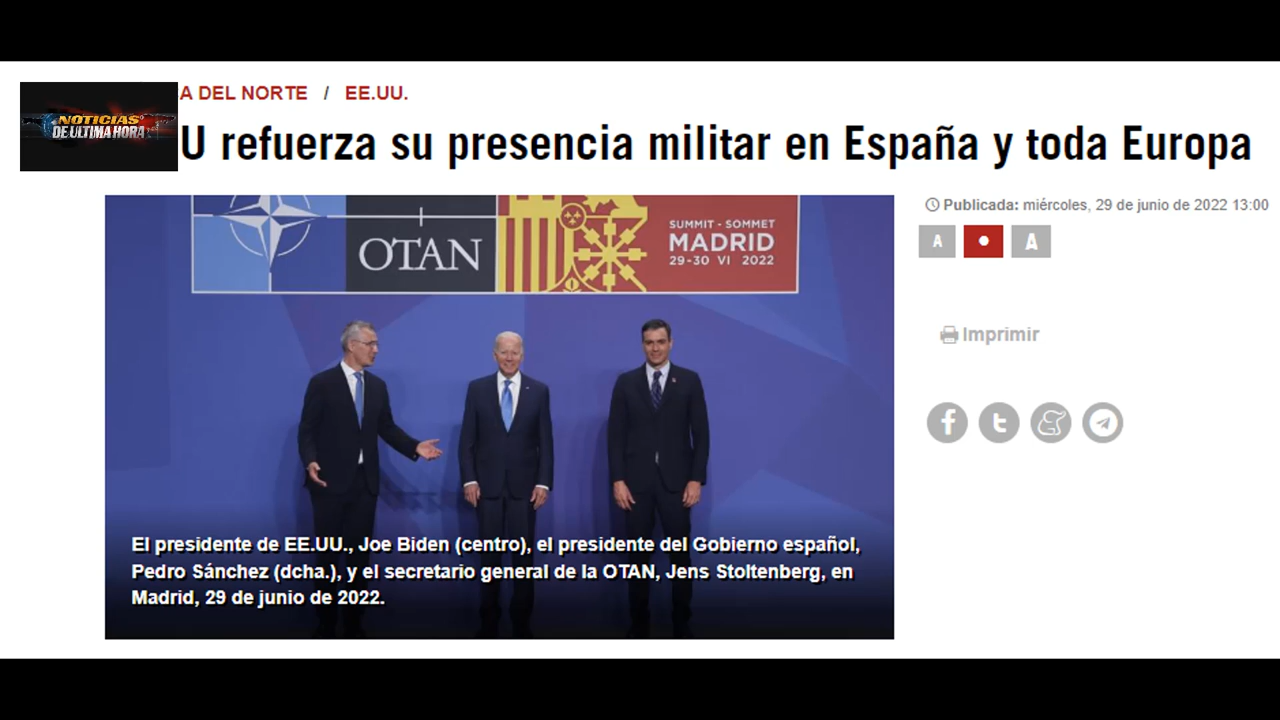 NOTICIAS
DE ULTIMA HORA
A DEL NORTE / EE.UU.
U refuerza su presencia militar en España y toda Europa
OTAN
SUMMIT - SOMMET
MADRID
29-30 VI 2022
Publicada: miércoles, 29 de junio de 2022 13:00
A A
Imprimir
El presidente de EE.UU., Joe Biden (centro), el presidente del Gobierno español,
Pedro Sánchez (dcha.), y el secretario general de la OTAN, Jens Stoltenberg, en
Madrid, 29 de junio de 2022.